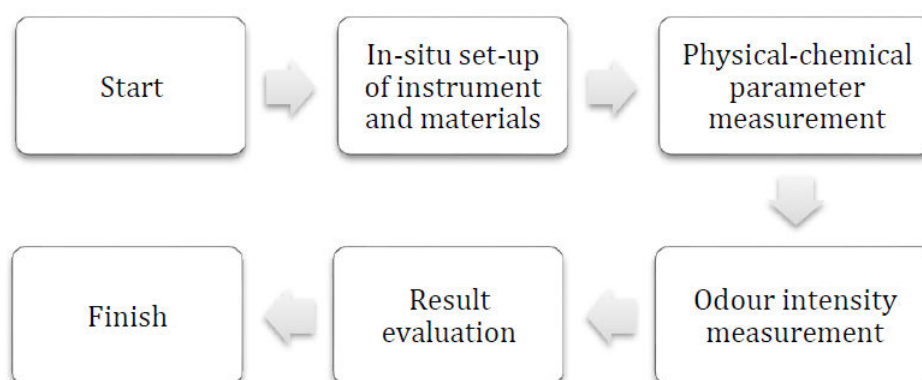 Start
In-situ set-up
of instrument
and materials
Physical-chemical
parameter
measurement
Odour intensity
measurement
Result
evaluation
Finish